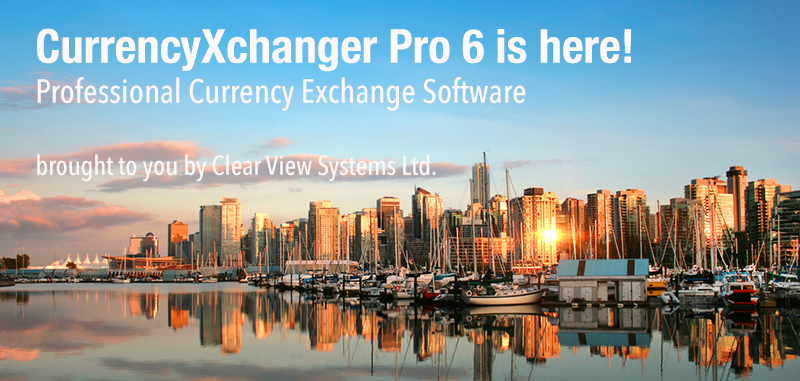 CurrencyXchanger Pro 6 is here!
Professional Currency Exchange Software
brought to you by Clear View Systems Ltd.